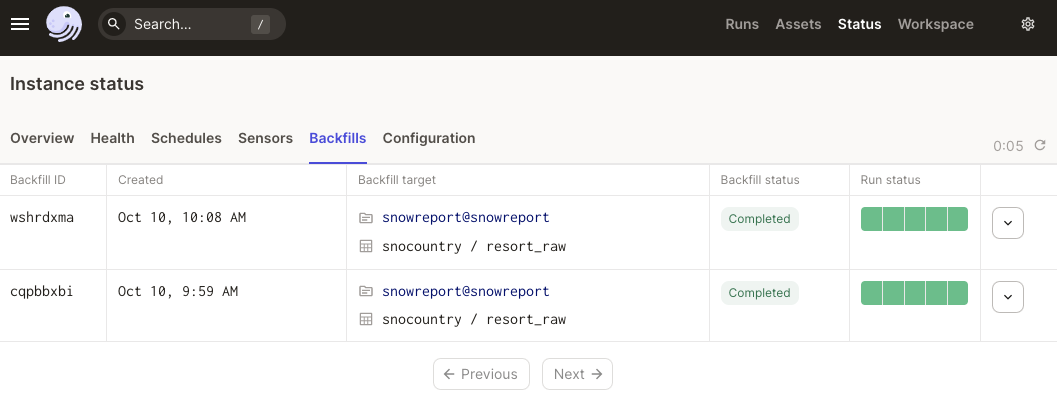 Search... / Runs Assets Status Workspace
Instance status
Overview Health Schedules Sensors Backfills Configuration 0:05
Backfill ID Created Backfill target Backfill status Run status
wshrdxma Oct 10, 10:08 AM snowreport@snowreport Completed
snocountry / resort_raw
cqpbbxbi Oct 10, 9:59 AM snowreport@snowreport Completed
snocountry / resort_raw
← Previous Next →